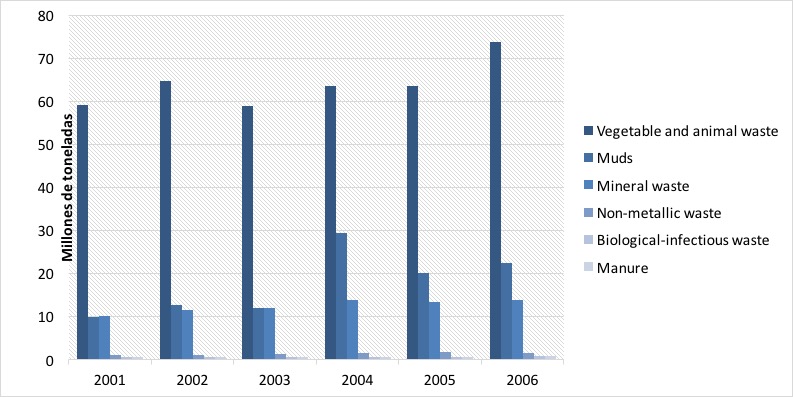 80
70
60
50
40
30
20
10
0
Millones de toneladas
2001 2002 2003 2004 2005 2006
Vegetable and animal waste
Muds
Mineral waste
Non-metallic waste
Biological-infectious waste
Manure